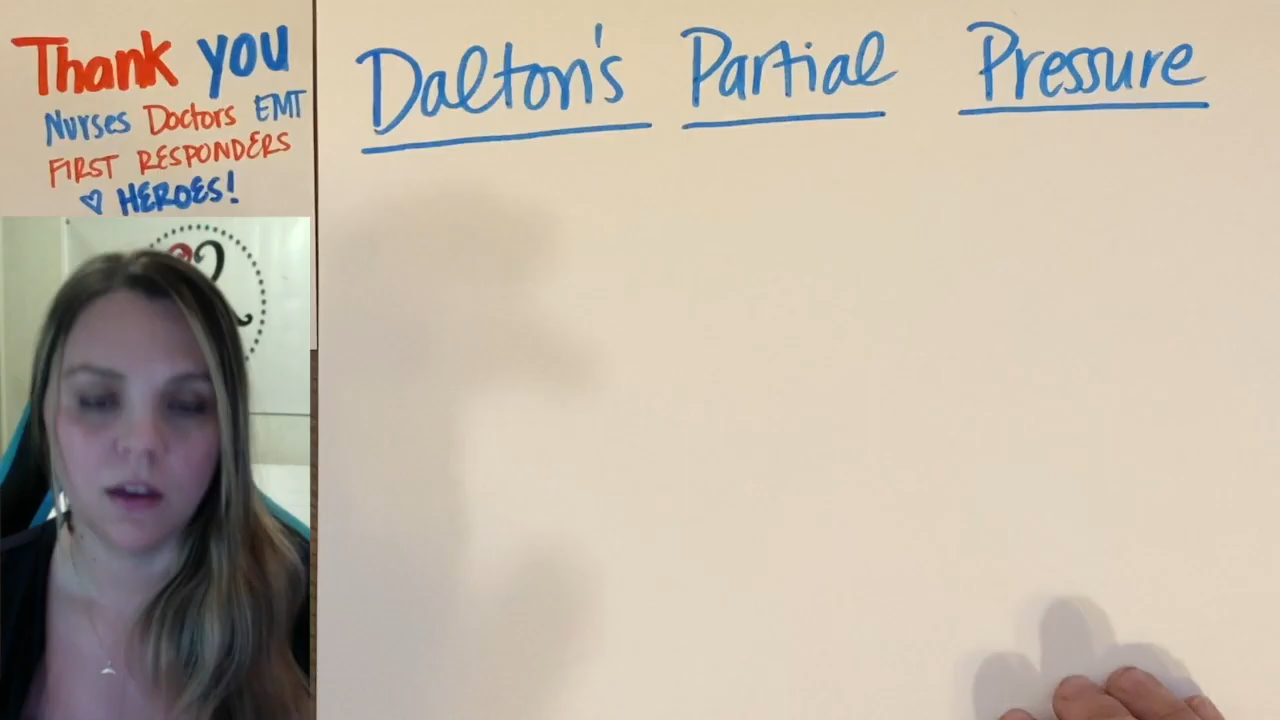 Thank you
Nurses Doctors EMT
FIRST RESPONDERS
♡ HEROES!
Dalton's Partial Pressure